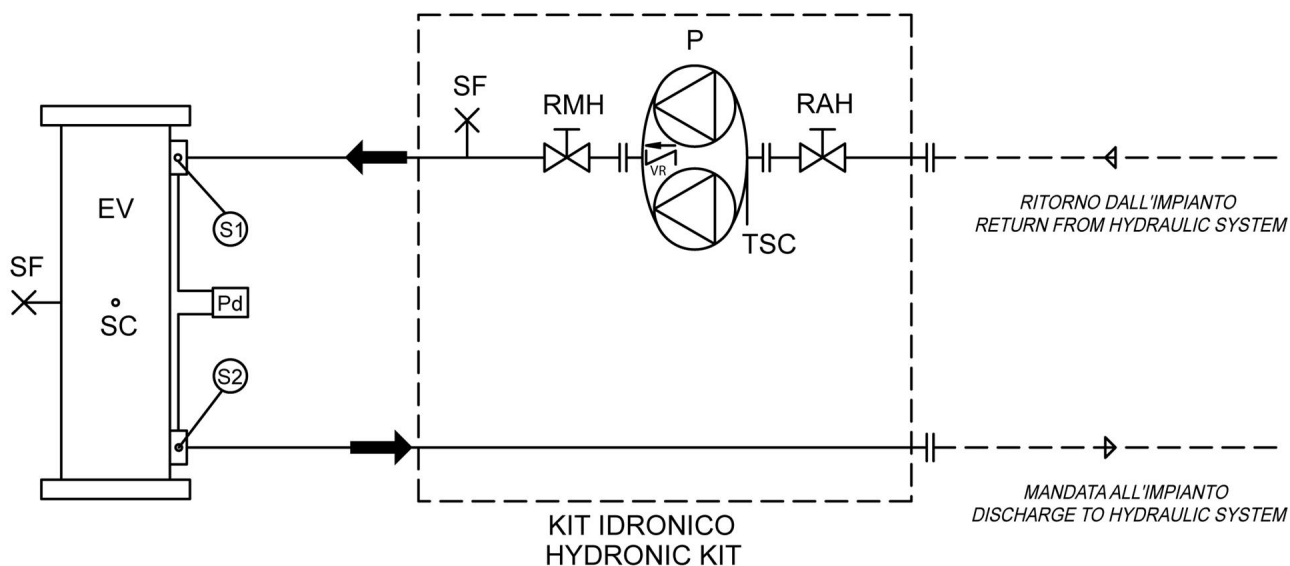 P
SF
RMH
RAH
VR
EV
S1
TSC
RITORNO DALL'IMPIANTO
RETURN FROM HYDRAULIC SYSTEM
SF
SC
Pd
S2
MANDATA ALL'IMPIANTO
DISCHARGE TO HYDRAULIC SYSTEM
KIT IDRONICO
HYDRONIC KIT